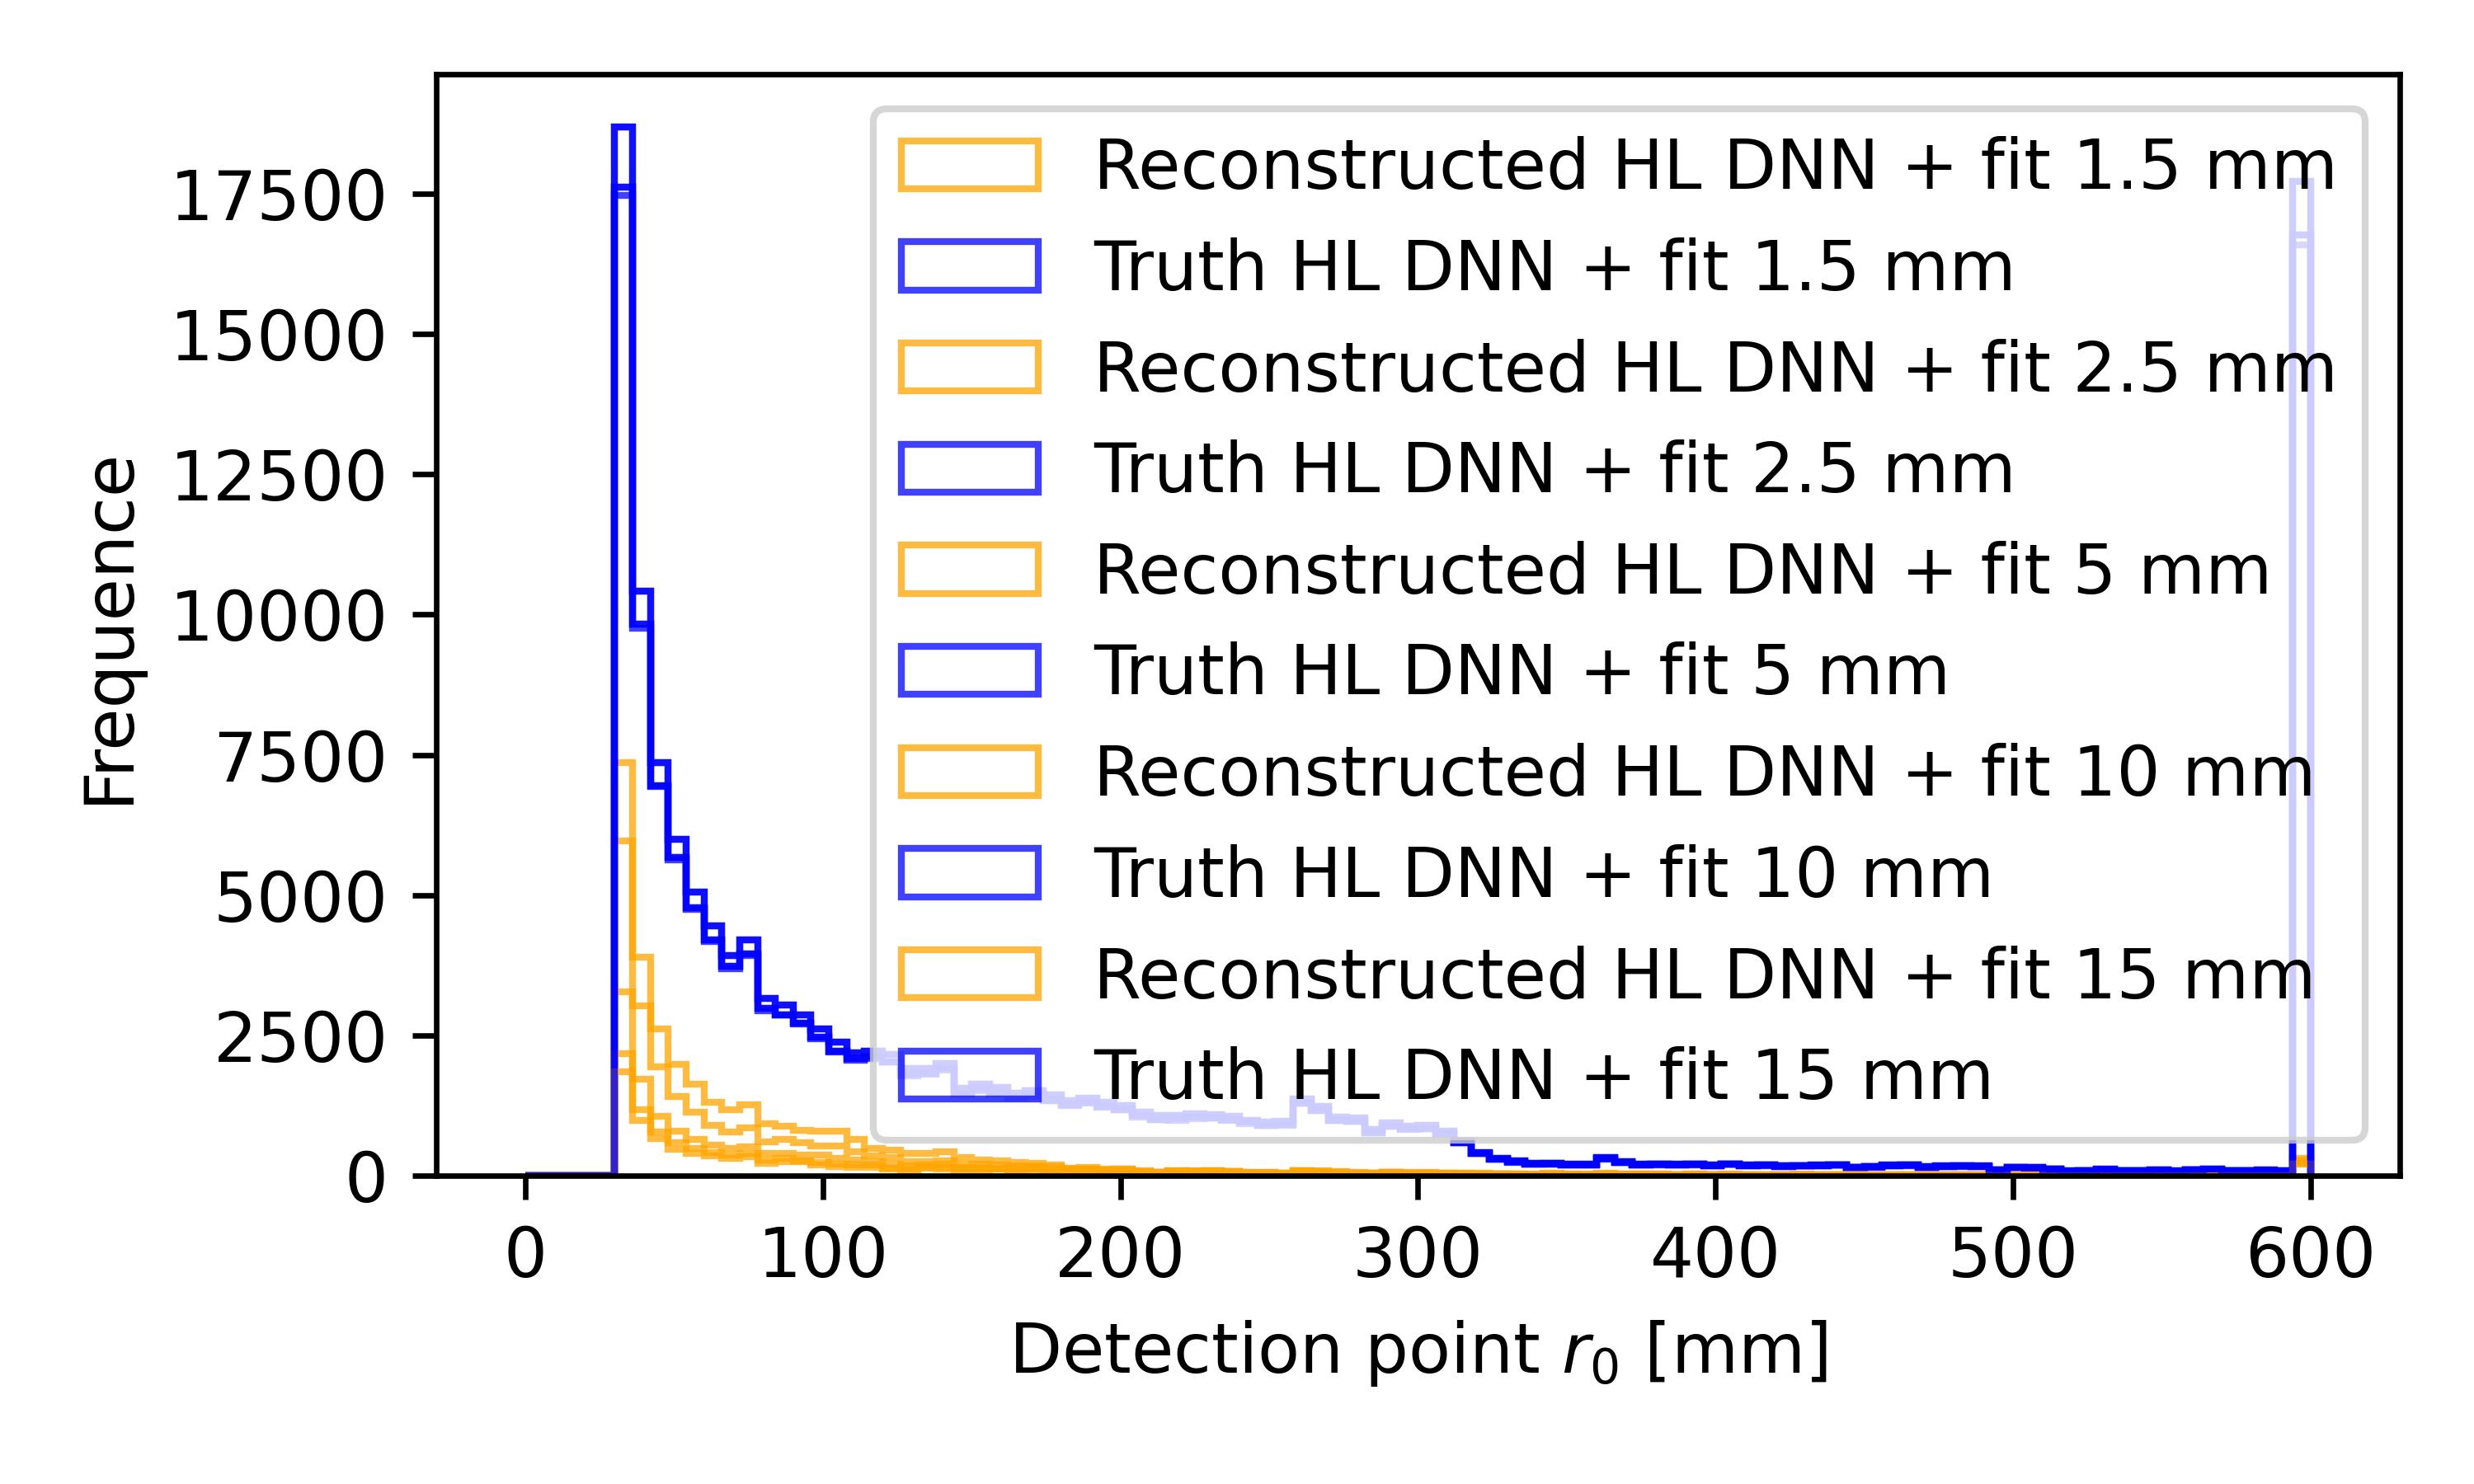 Reconstructed HL DNN + fit 1.5 mm
Truth HL DNN + fit 1.5 mm
Reconstructed HL DNN + fit 2.5 mm
Truth HL DNN + fit 2.5 mm
Reconstructed HL DNN + fit 5 mm
Truth HL DNN + fit 5 mm
Reconstructed HL DNN + fit 10 mm
Truth HL DNN + fit 10 mm
Reconstructed HL DNN + fit 15 mm
Truth HL DNN + fit 15 mm
Frequency
17500
15000
12500
10000
7500
5000
2500
0
0 100 200 300 400 500 600
Detection point r₀ [mm]